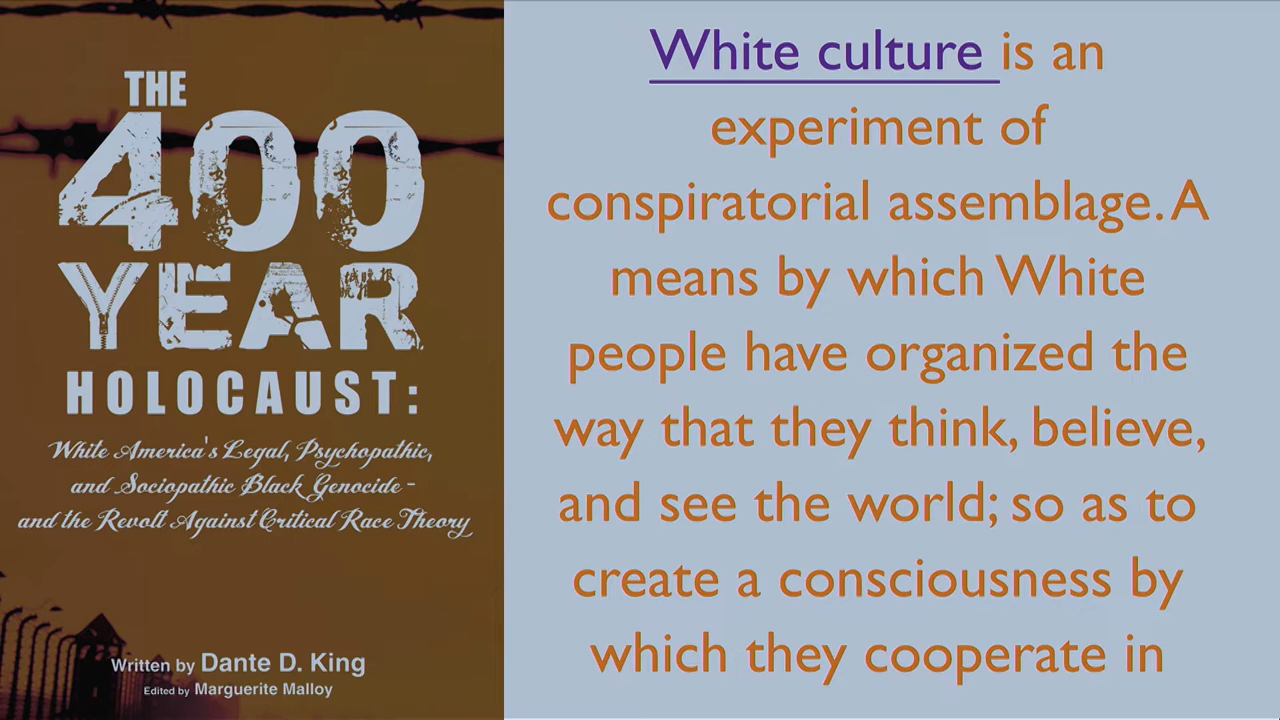 THE
400
YEAR
HOLOCAUST:
White America's Legal, Psychopathic,
and Sociopathic Black Genocide -
and the Revolt Against Critical Race Theory
Written by Dante D. King
Edited by Marguerite Malloy
White culture is an
experiment of
conspiratorial assemblage. A
means by which White
people have organized the
way that they think, believe,
and see the world; so as to
create a consciousness by
which they cooperate in